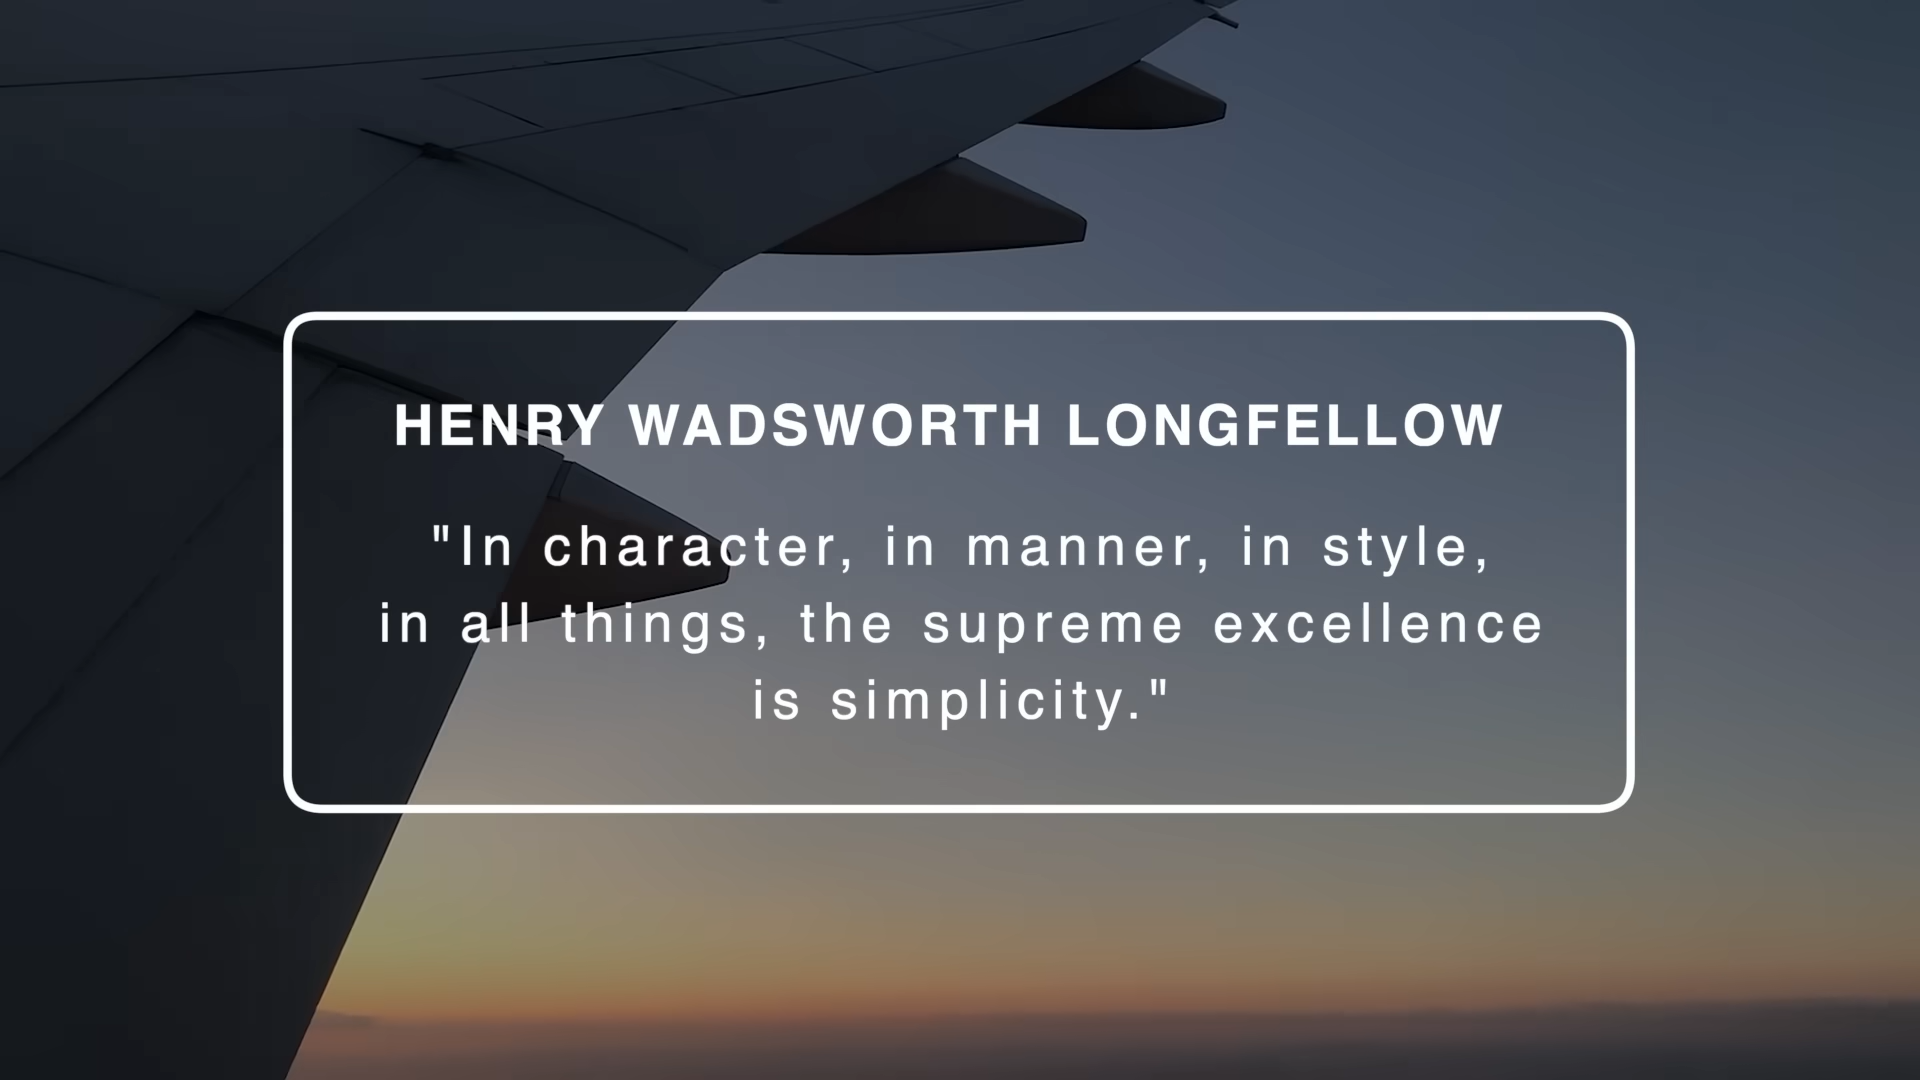 HENRY WADSWORTH LONGFELLOW
"In character, in manner, in style,
in all things, the supreme excellence
is simplicity."